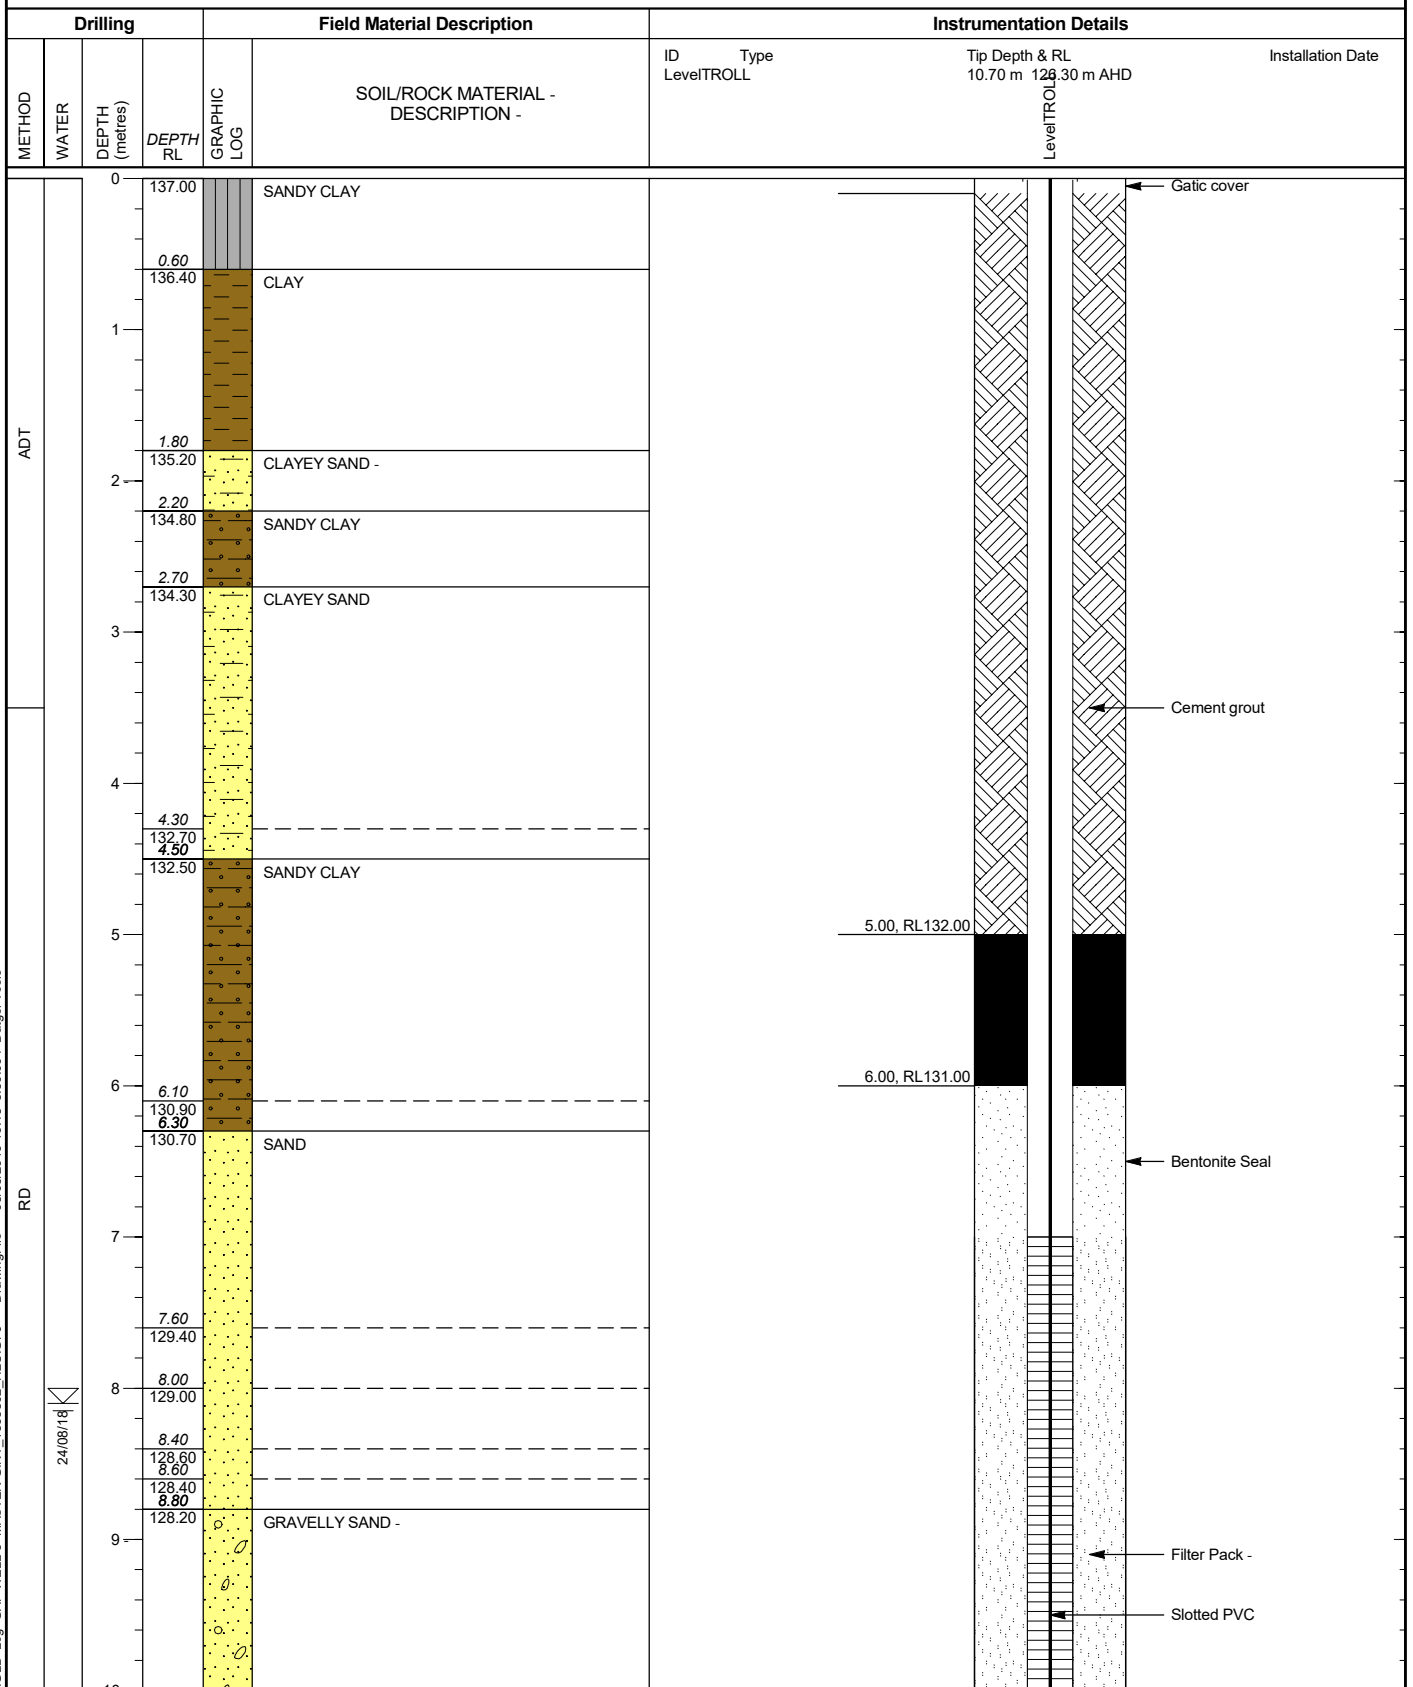 Drilling
Field Material Description
Instrumentation Details
METHOD
WATER
DEPTH
(metres)
DEPTH
RL
GRAPHIC
LOG
SOIL/ROCK MATERIAL -
DESCRIPTION -
ID Type Tip Depth & RL Installation Date
LevelTROLL 10.70 m 126.30 m AHD
LevelTROLL
ADT
RD
24/08/18
0
137.00
SANDY CLAY
Gatic cover
0.60
136.40
CLAY
1
1.80
135.20
CLAYEY SAND -
2
2.20
134.80
SANDY CLAY
2.70
134.30
CLAYEY SAND
3
Cement grout
4
4.30
132.70
4.50
132.50
SANDY CLAY
5.00, RL132.00
5
6.00, RL131.00
6
6.10
130.90
6.30
130.70
SAND
Bentonite Seal
7
7.60
129.40
8.00
8
129.00
8.40
128.60
8.60
128.40
8.80
128.20
GRAVELLY SAND -
9
Filter Pack -
Slotted PVC